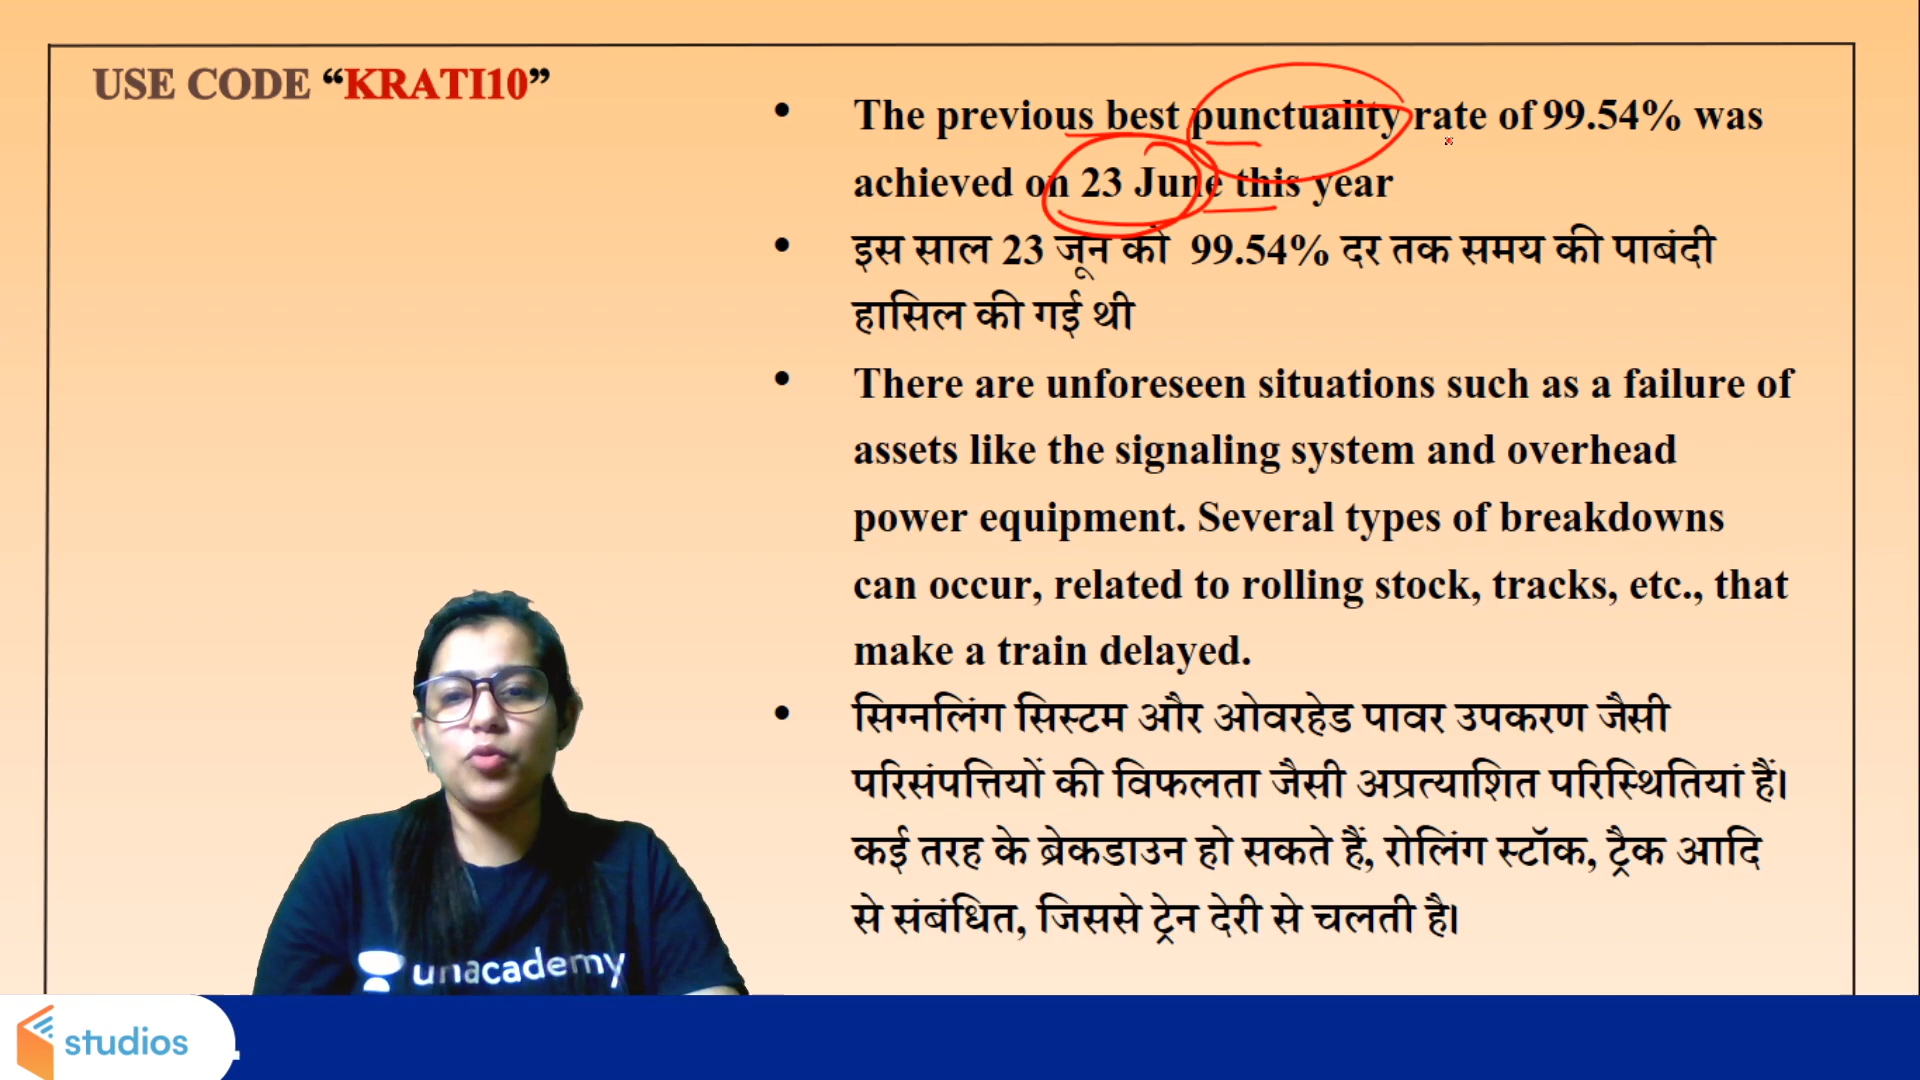 USE CODE “KRATI10”
• The previous best punctuality rate of 99.54% was
achieved on 23 June this year
• इस साल 23 जून को 99.54% दर तक समय की पाबंदी
हासिल की गई थी
• There are unforeseen situations such as a failure of
assets like the signaling system and overhead
power equipment. Several types of breakdowns
can occur, related to rolling stock, tracks, etc., that
make a train delayed.
• सिग्नलिंग सिस्टम और ओवरहेड पावर उपकरण जैसी
परिसंपत्तियों की विफलता जैसी अप्रत्याशित परिस्थितियां हैं।
कई तरह के ब्रेकडाउन हो सकते हैं, रोलिंग स्टॉक, ट्रैक आदि
से संबंधित, जिससे ट्रेन देरी से चलती है।
unacademy
studios